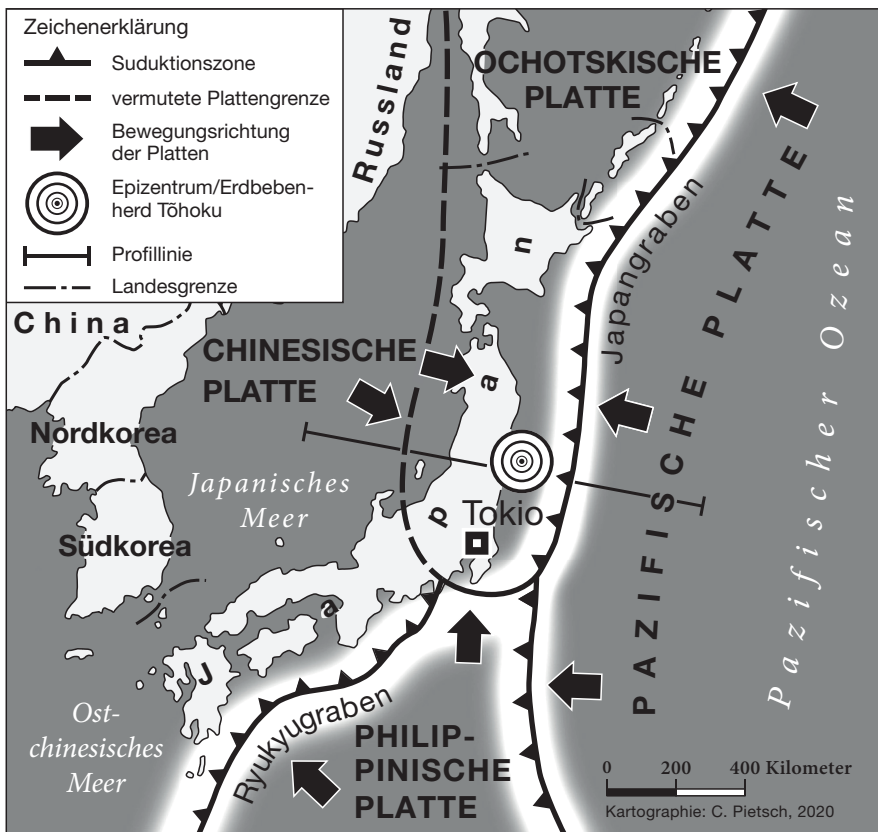 Zeichenerklärung
Suduktionszone
vermutete Plattengrenze
Bewegungsrichtung
der Platten
Epizentrum/Erdbeben-
herd Tōhoku
Profillinie
Landesgrenze
Russland
OCHOTSKISCHE
PLATTE
China
CHINESISCHE
PLATTE
Nordkorea
Südkorea
Japanisches
Meer
Japan
Tokio
Japangraben
PAZIFISCHE PLATTE
Pazifischer Ozean
Ost-
chinesisches
Meer
Ryukyugraben
PHILIP-
PINISCHE
PLATTE
0 200 400 Kilometer
Kartographie: C. Pietsch, 2020